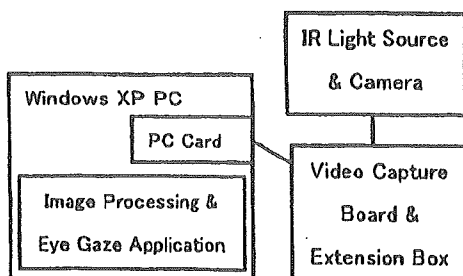 IR Light Source
& Camera
Windows XP PC
PC Card
Image Processing &
Eye Gaze Application
Video Capture
Board &
Extension Box